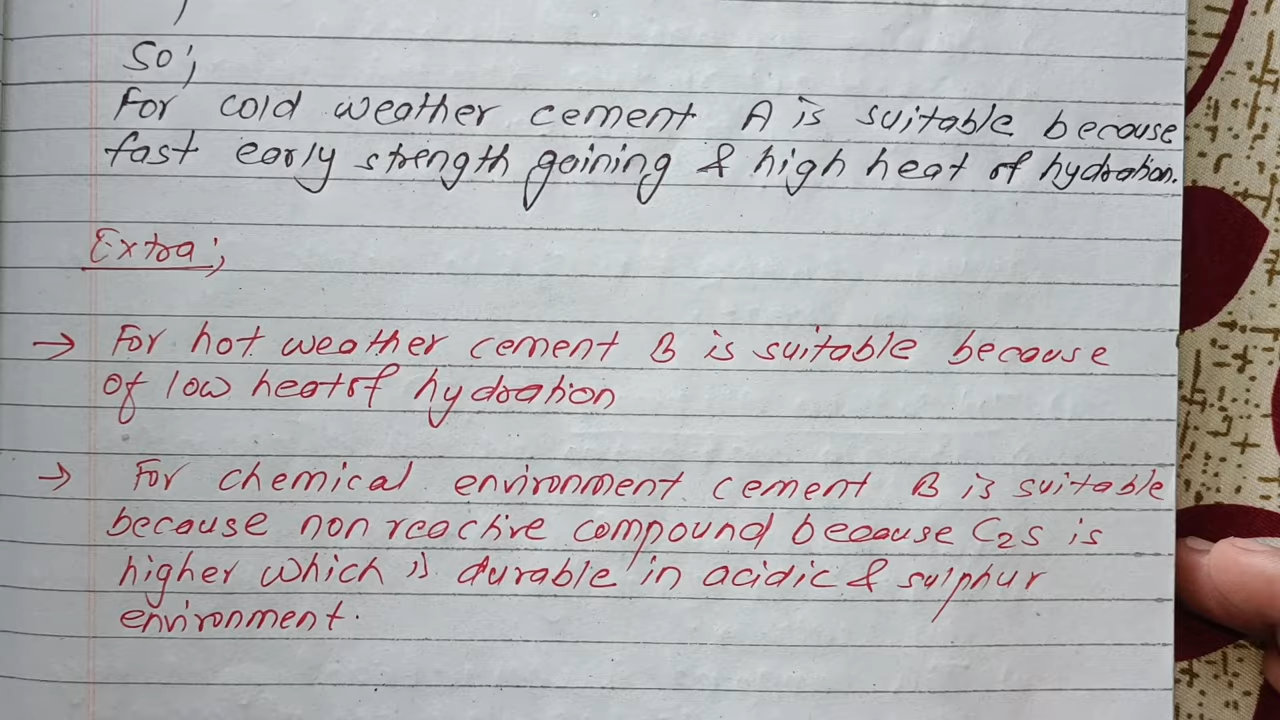 So;
For cold weather cement A is suitable because
fast early strength gaining & high heat of hydration.
Extra;
→ For hot weather cement B is suitable because
of low heat of hydration
→ For chemical environment cement B is suitable
because non reactive compound because C₂S is
higher which is durable in acidic & sulphur
environment.